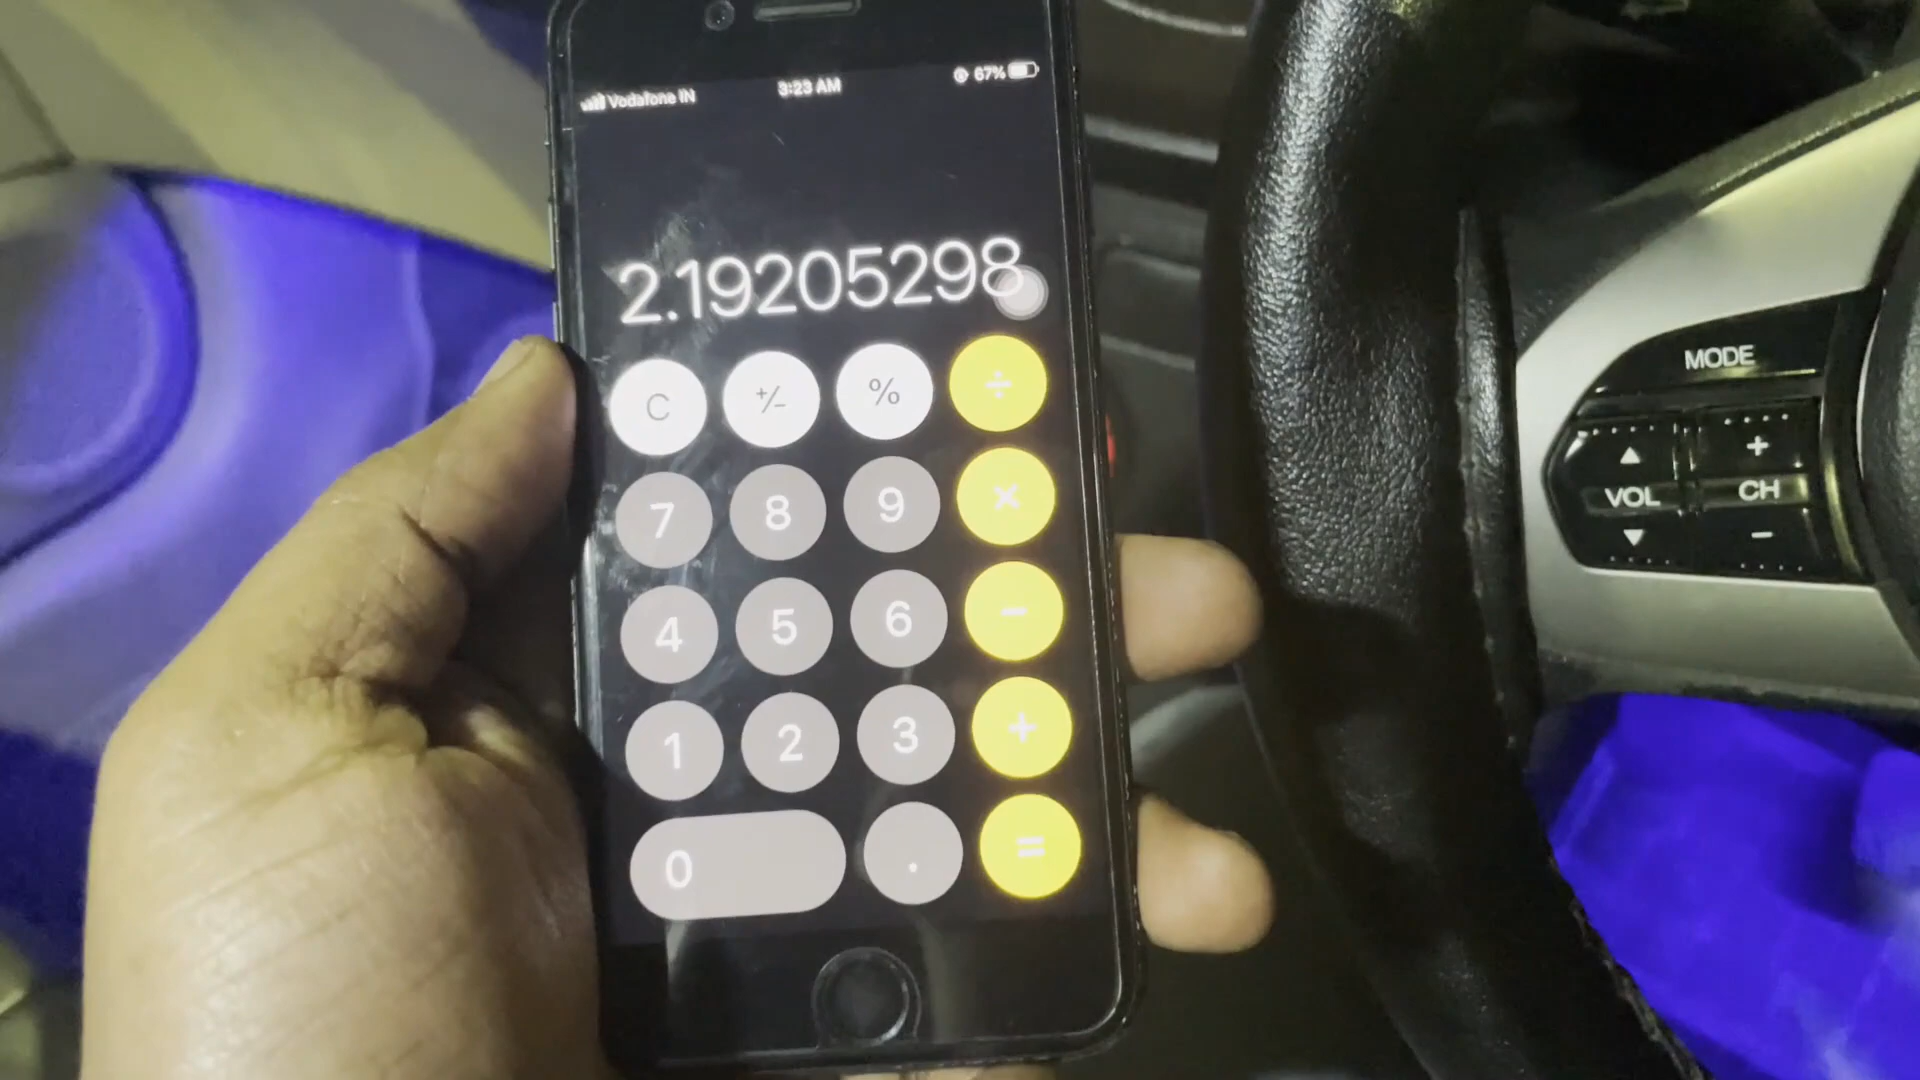 Vodafone IN 3:23 AM 67%
2.19205298
C +/- % ÷
7 8 9 ×
4 5 6 −
1 2 3 +
0 . =
MODE
+
VOL CH
−